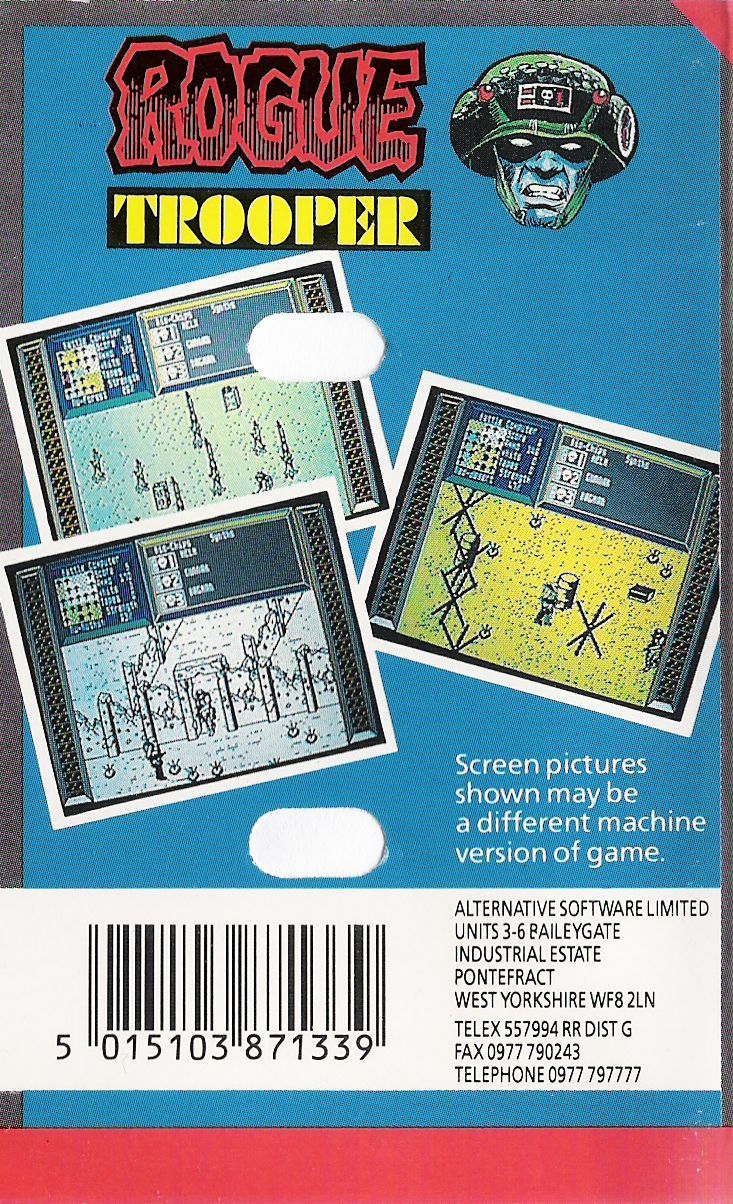 ROGUE
TROOPER
Screen pictures
shown may be
a different machine
version of game.
ALTERNATIVE SOFTWARE LIMITED
UNITS 3-6 BAILEYGATE
INDUSTRIAL ESTATE
PONTEFRACT
WEST YORKSHIRE WF8 2LN
TELEX 557994 RR DIST G
FAX 0977 790243
TELEPHONE 0977 797777
5 015103 871339